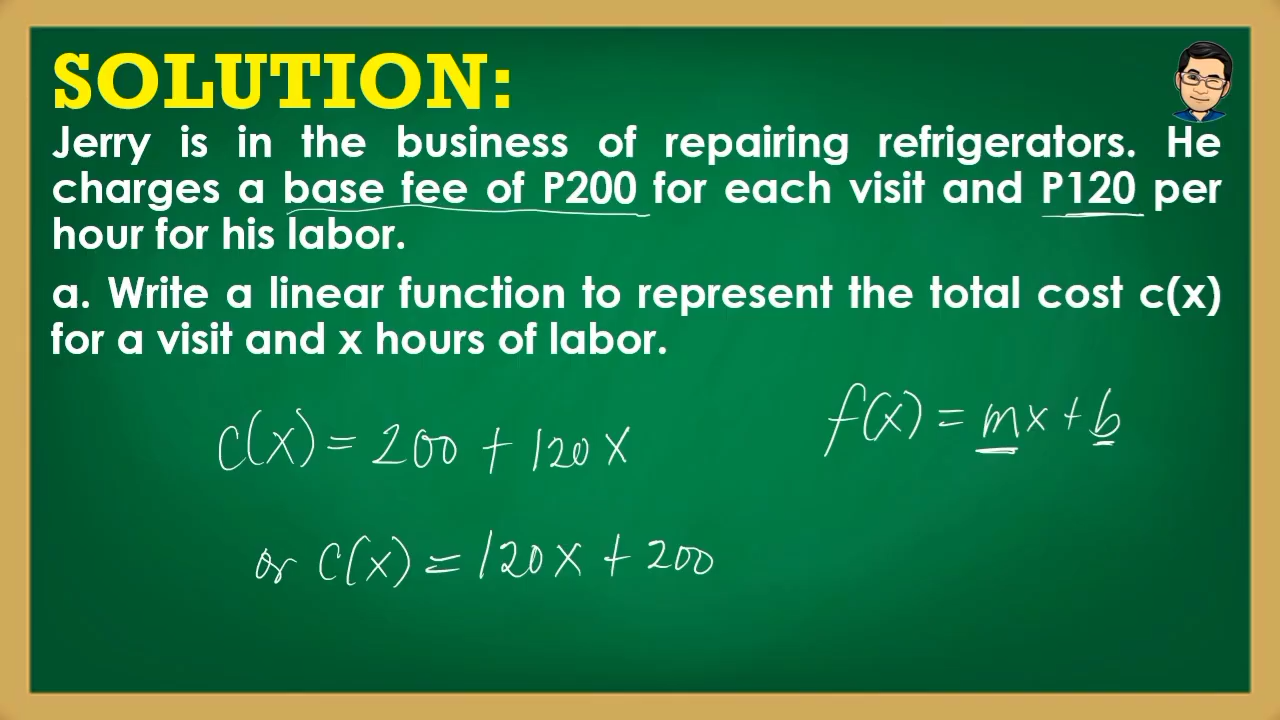 SOLUTION:
Jerry is in the business of repairing refrigerators. He
charges a base fee of P200 for each visit and P120 per
hour for his labor.
a. Write a linear function to represent the total cost c(x)
for a visit and x hours of labor.
f(x) = mx + b
C(x) = 200 + 120x
or C(x) = 120x + 200